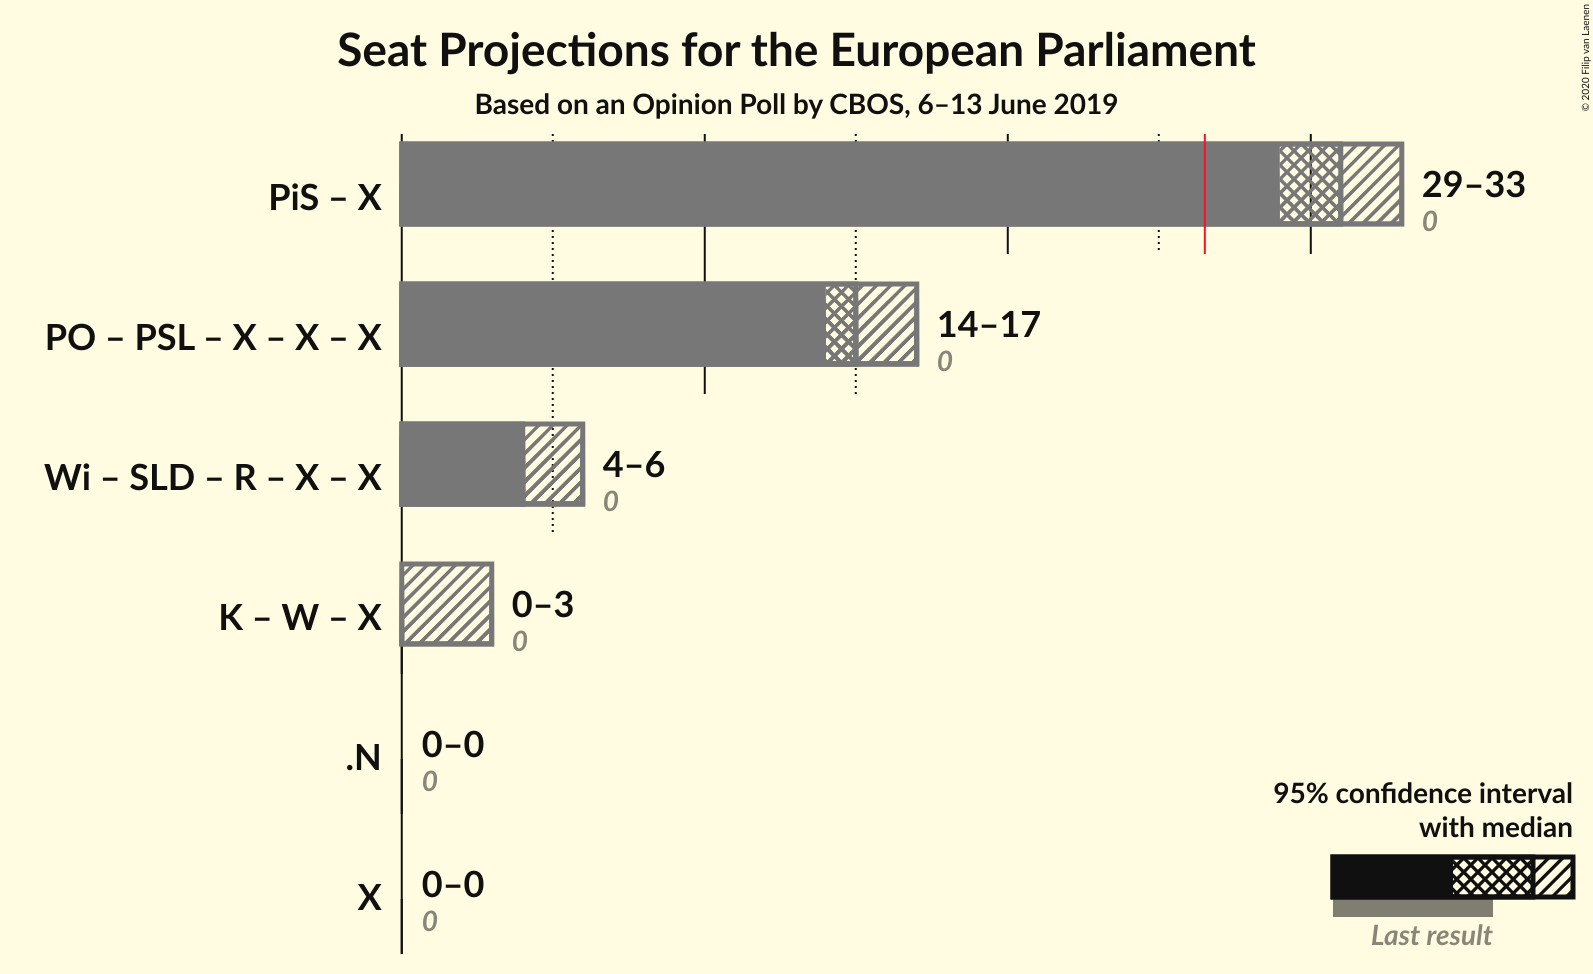 Seat Projections for the European Parliament
Based on an Opinion Poll by CBOS, 6–13 June 2019
© 2020 Filip van Laenen
PiS – X
29–33
0
PO – PSL – X – X – X
14–17
0
Wi – SLD – R – X – X
4–6
0
K – W – X
0–3
0
.N
0–0
0
X
0–0
0
95% confidence interval
with median
Last result